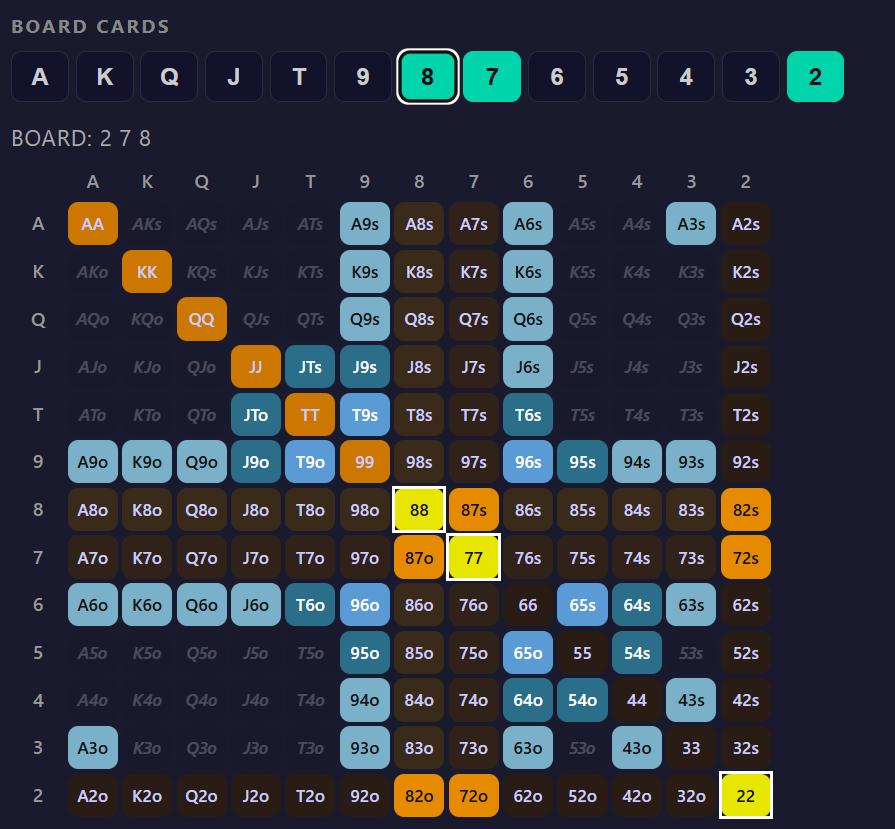 BOARD CARDS
A K Q J T 9 8 7 6 5 4 3 2
BOARD: 2 7 8
A K Q J T 9 8 7 6 5 4 3 2
A AA AKs AQs AJs ATs A9s A8s A7s A6s A5s A4s A3s A2s
K AKo KK KQs KJs KTs K9s K8s K7s K6s K5s K4s K3s K2s
Q AQo KQo QQ QJs QTs Q9s Q8s Q7s Q6s Q5s Q4s Q3s Q2s
J AJo KJo QJo JJ JTs J9s J8s J7s J6s J5s J4s J3s J2s
T ATo KTo QTo JTo TT T9s T8s T7s T6s T5s T4s T3s T2s
9 A9o K9o Q9o J9o T9o 99 98s 97s 96s 95s 94s 93s 92s
8 A8o K8o Q8o J8o T8o 98o 88 87s 86s 85s 84s 83s 82s
7 A7o K7o Q7o J7o T7o 97o 87o 77 76s 75s 74s 73s 72s
6 A6o K6o Q6o J6o T6o 96o 86o 76o 66 65s 64s 63s 62s
5 A5o K5o Q5o J5o T5o 95o 85o 75o 65o 55 54s 53s 52s
4 A4o K4o Q4o J4o T4o 94o 84o 74o 64o 54o 44 43s 42s
3 A3o K3o Q3o J3o T3o 93o 83o 73o 63o 53o 43o 33 32s
2 A2o K2o Q2o J2o T2o 92o 82o 72o 62o 52o 42o 32o 22